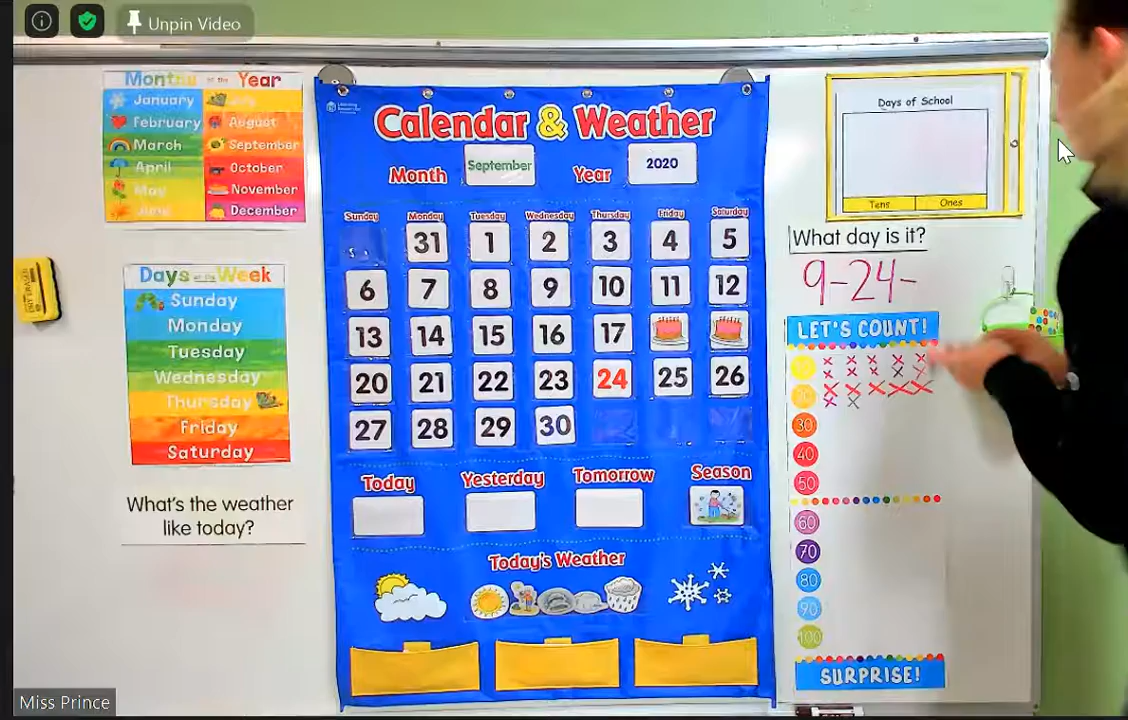 Unpin Video
Months of the Year
January
February August
March September
April October
May November
June December
Days of the Week
Sunday
Monday
Tuesday
Wednesday
Thursday
Friday
Saturday
What's the weather
like today?
Calendar & Weather
Month September Year 2020
Sunday Monday Tuesday Wednesday Thursday Friday Saturday
31 1 2 3 4 5
6 7 8 9 10 11 12
13 14 15 16 17
20 21 22 23 24 25 26
27 28 29 30
Today Yesterday Tomorrow Season
Today's Weather
Days of School
Tens Ones
What day is it?
9-24-
LET'S COUNT!
30
40
50
60
70
80
90
100
SURPRISE!
Miss Prince